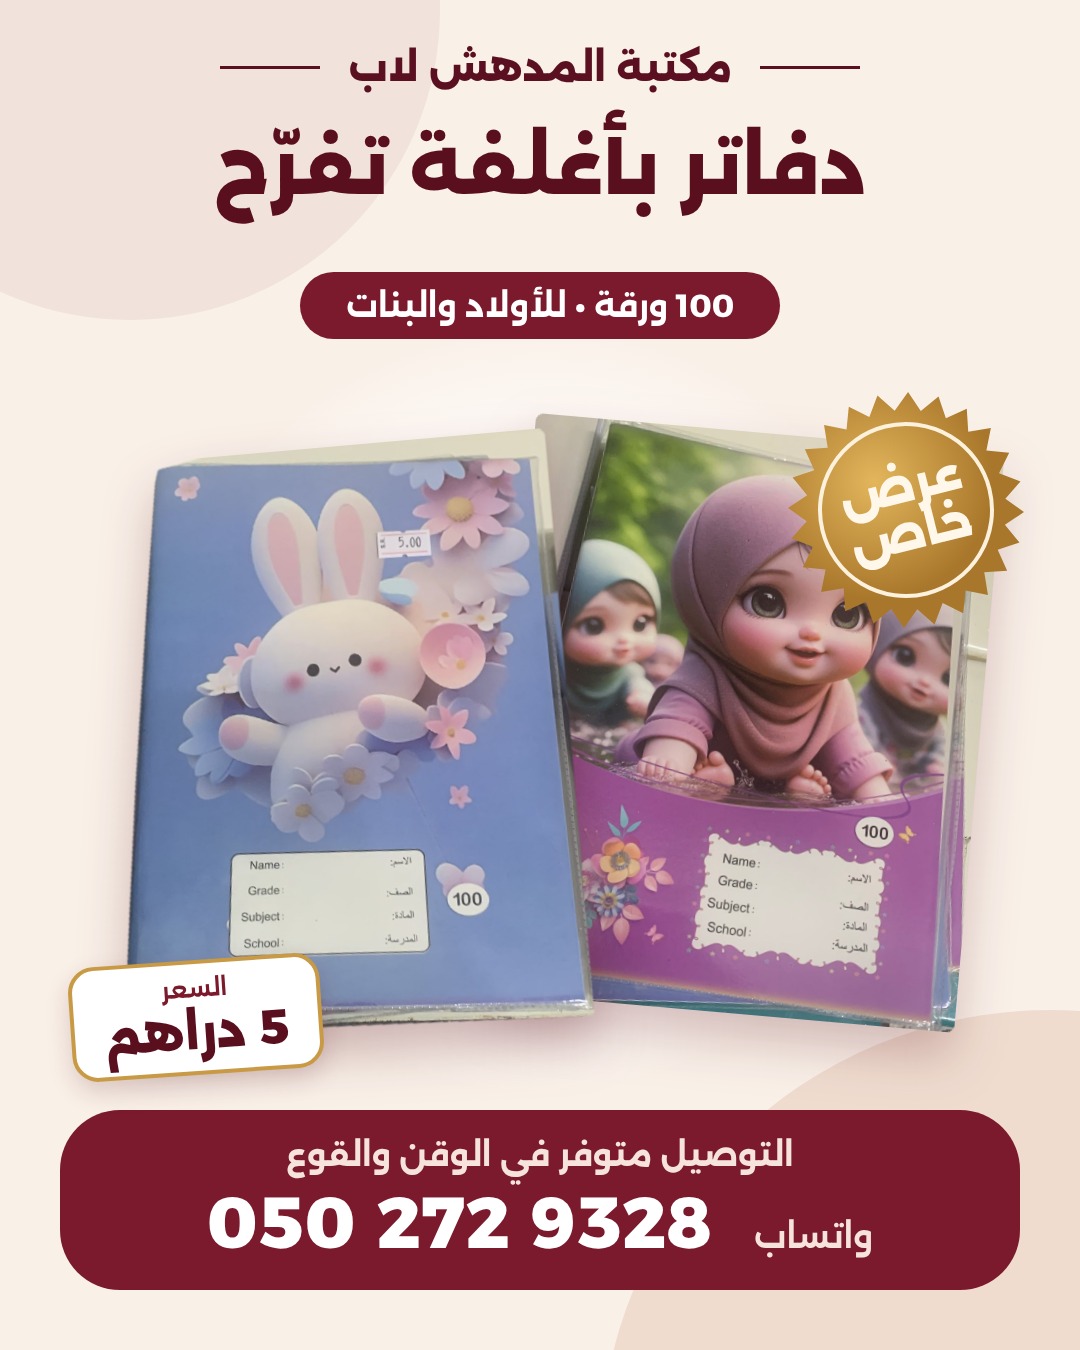 مكتبة المدهش لاب
دفاتر بأغلفة تفرّح
100 ورقة • للأولاد والبنات
عرض
خاص
5.00
Name: الاسم:
Grade: الصف:
Subject: المادة:
School: المدرسة:
100
100
Name: الاسم:
Grade: الصف:
Subject: المادة:
School: المدرسة:
السعر
5 دراهم
التوصيل متوفر في الوقن والقوع
واتساب 050 272 9328